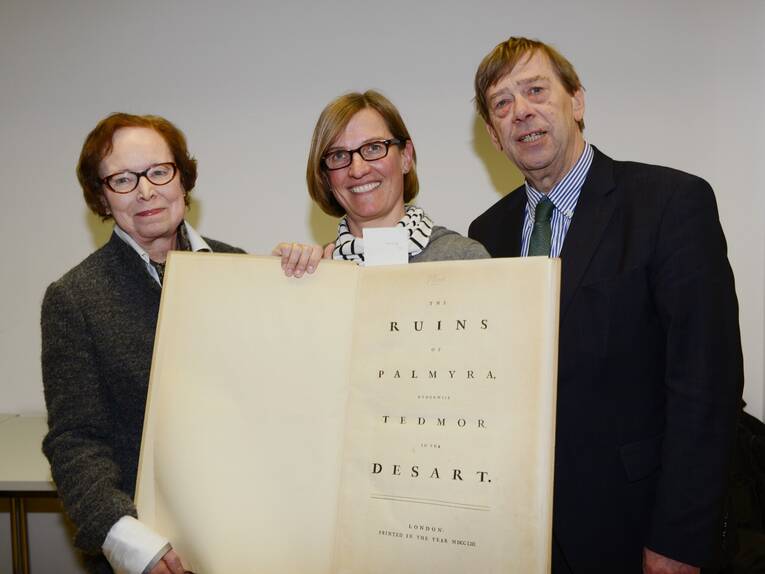 THE
RUINS
OF
PALMYRA,
OTHERWISE
TEDMOR
IN THE
DESART.
LONDON:
PRINTED IN THE YEAR MDCCLIII.